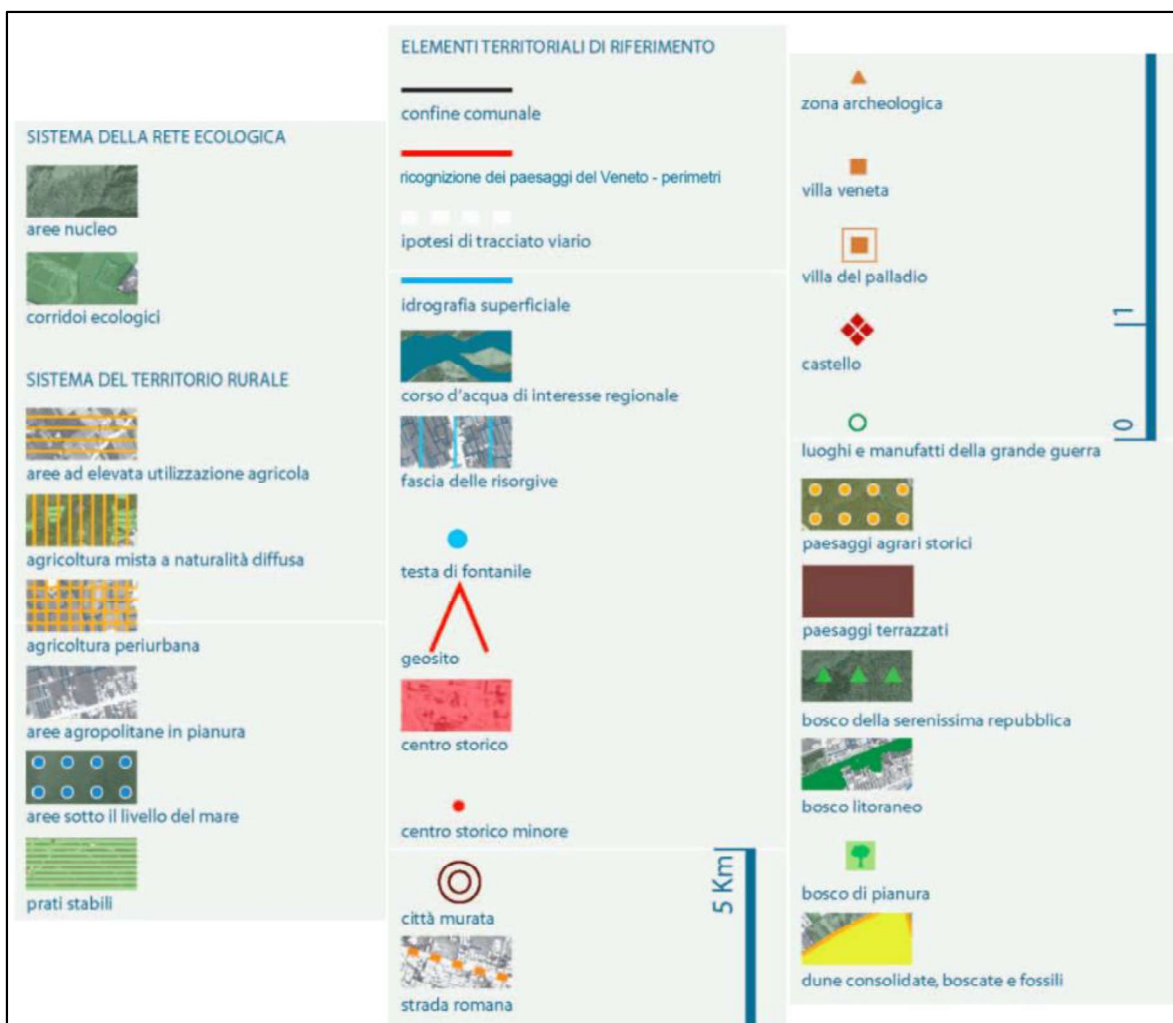 SISTEMA DELLA RETE ECOLOGICA
aree nucleo
corridoi ecologici
SISTEMA DEL TERRITORIO RURALE
aree ad elevata utilizzazione agricola
agricoltura mista a naturalità diffusa
agricoltura periurbana
aree agropolitane in pianura
aree sotto il livello del mare
prati stabili
ELEMENTI TERRITORIALI DI RIFERIMENTO
confine comunale
ricognizione dei paesaggi del Veneto - perimetri
ipotesi di tracciato viario
idrografia superficiale
corso d'acqua di interesse regionale
fascia delle risorgive
testa di fontanile
geosito
centro storico
centro storico minore
città murata
strada romana
5 Km
zona archeologica
villa veneta
villa del palladio
castello
luoghi e manufatti della grande guerra
paesaggi agrari storici
paesaggi terrazzati
bosco della serenissima repubblica
bosco litoraneo
bosco di pianura
dune consolidate, boscate e fossili
1
0